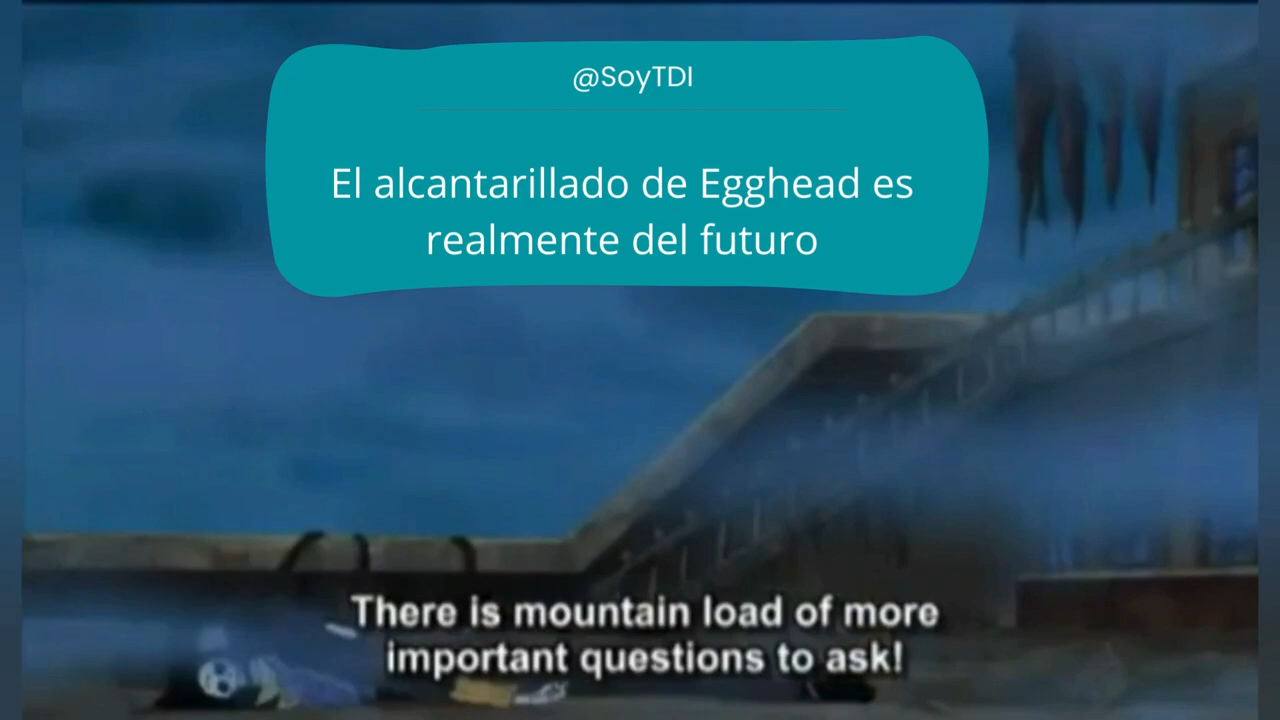 @SoyTDI
El alcantarillado de Egghead es
realmente del futuro
There is mountain load of more
important questions to ask!